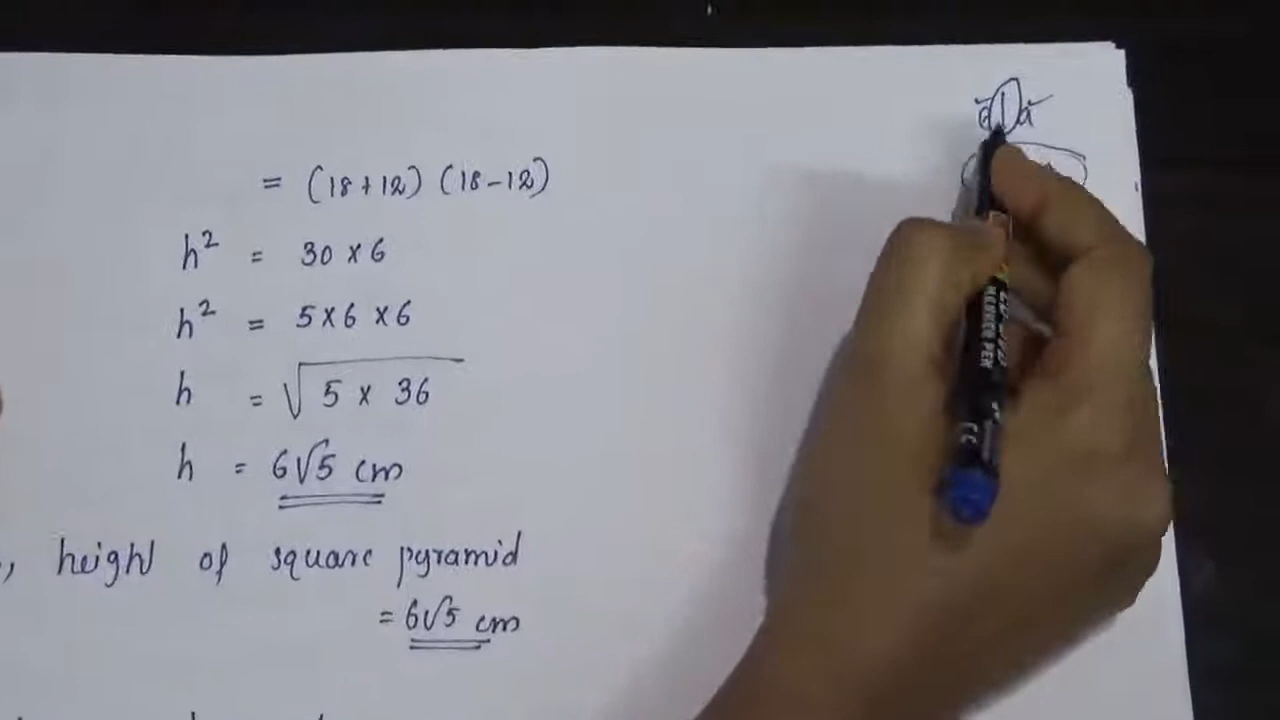 = (18+12) (18-12)
h² = 30 × 6
h² = 5×6 ×6
h = √5 × 36
h = 6√5 cm
, height of square pyramid
= 6√5 cm